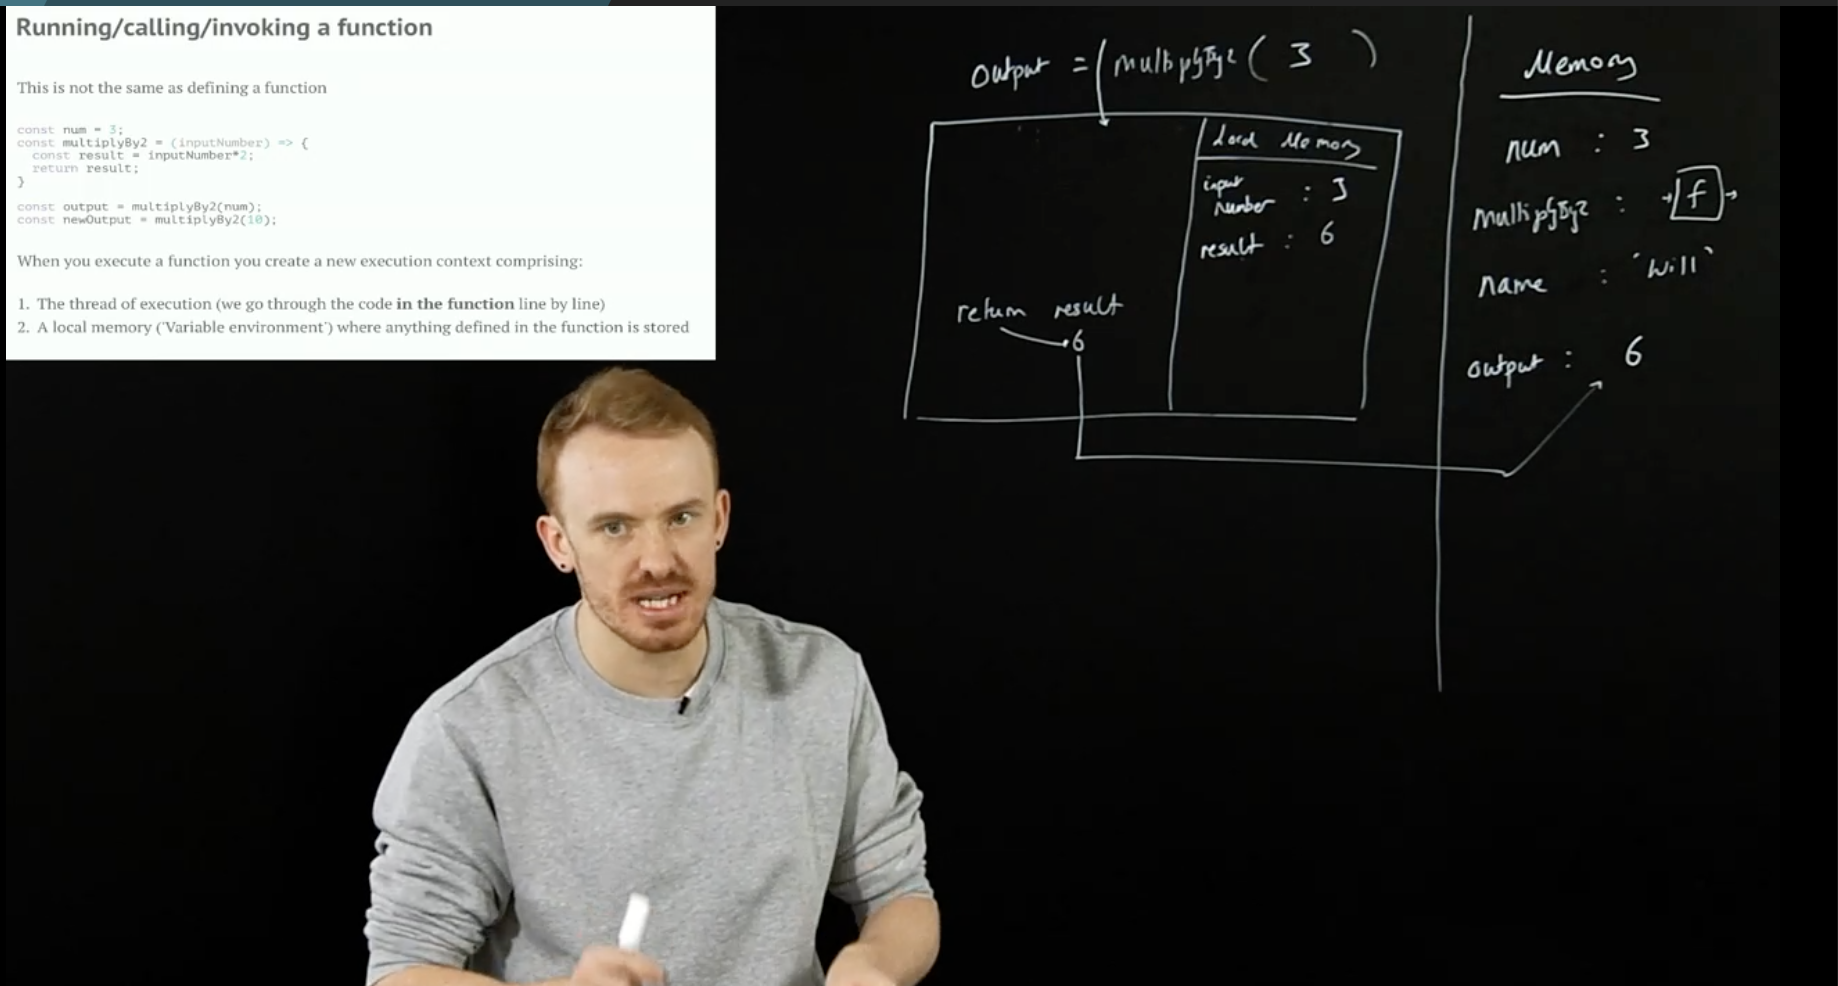 Running/calling/invoking a function
This is not the same as defining a function
const num = 3;
const multiplyBy2 = (inputNumber) => {
const result = inputNumber*2;
return result;
}
const output = multiplyBy2(num);
const newOutput = multiplyBy2(10);
When you execute a function you create a new execution context comprising:
1. The thread of execution (we go through the code in the function line by line)
2. A local memory ('Variable environment') where anything defined in the function is stored
output = multiplyBy2 ( 3 )
Local Memory
input
number : 3
result : 6
return result
6
Memory
num : 3
multiplyBy2 : f
name : 'Will'
output : 6